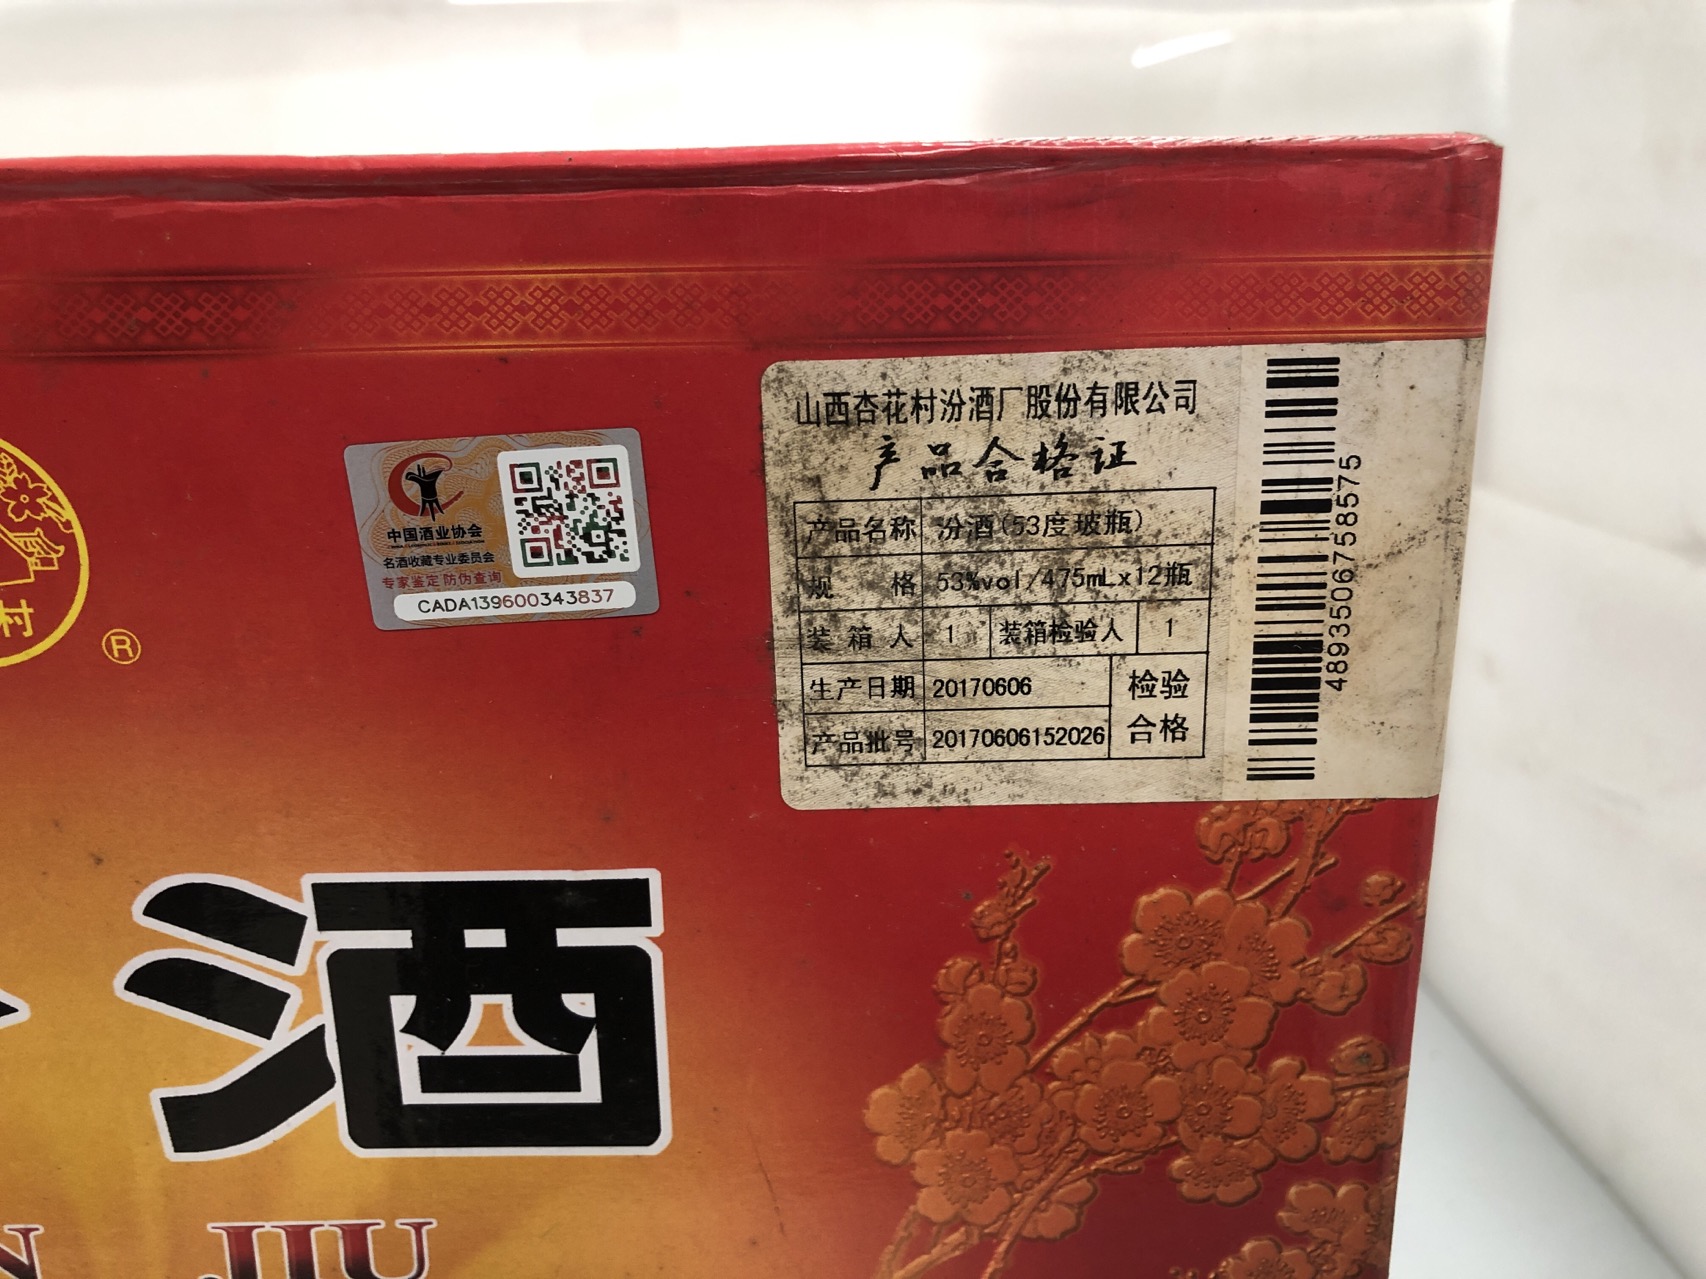 山西杏花村汾酒厂股份有限公司
产品合格证
产品名称 汾酒(53度玻瓶)
规 格 53%vol/475mL×12瓶
装 箱 人 1 装箱检验人 1
生产日期 20170606 检验
合格
产品批号 20170606152026
4893506758575
中国酒业协会
名酒收藏专业委员会
专家鉴定 防伪查询
CADA139600343837
村
®
酒
N JIU